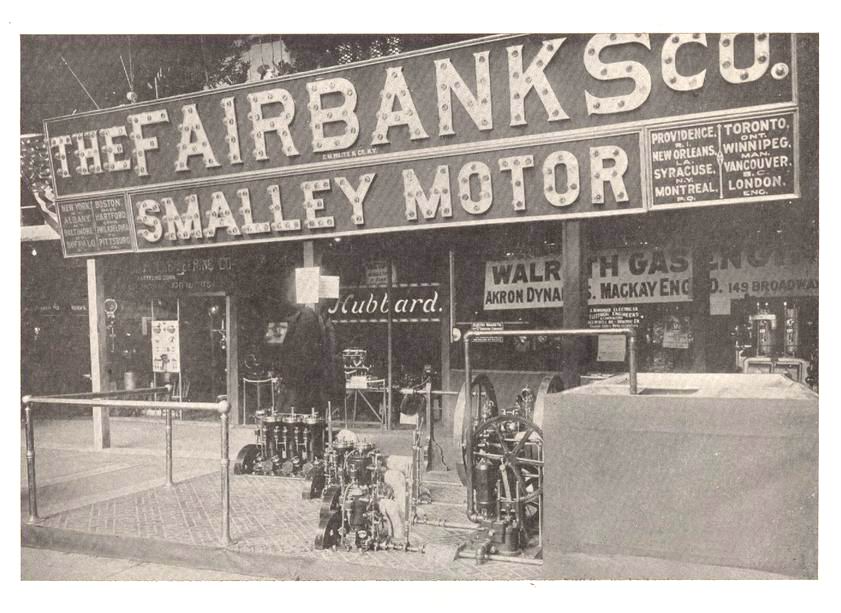 THE FAIRBANKS CO.
SMALLEY MOTOR
NEW YORK
ALBANY
BALTIMORE
BUFFALO
BOSTON
HARTFORD
PHILADELPHIA
PITTSBURG
PROVIDENCE,
R.I.
NEW ORLEANS,
LA.
SYRACUSE,
N.Y.
MONTREAL,
P.Q.
TORONTO,
ONT.
WINNIPEG,
MAN.
VANCOUVER,
B.C.
LONDON,
ENG.
Hubbard.
WALR TH GAS ENGIN
AKRON DYNA S. MACKAY ENG. O. 149 BROADWAY